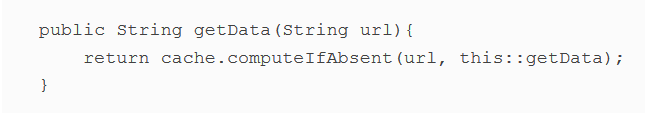 public String getData(String url){
    return cache.computeIfAbsent(url, this::getData);
}